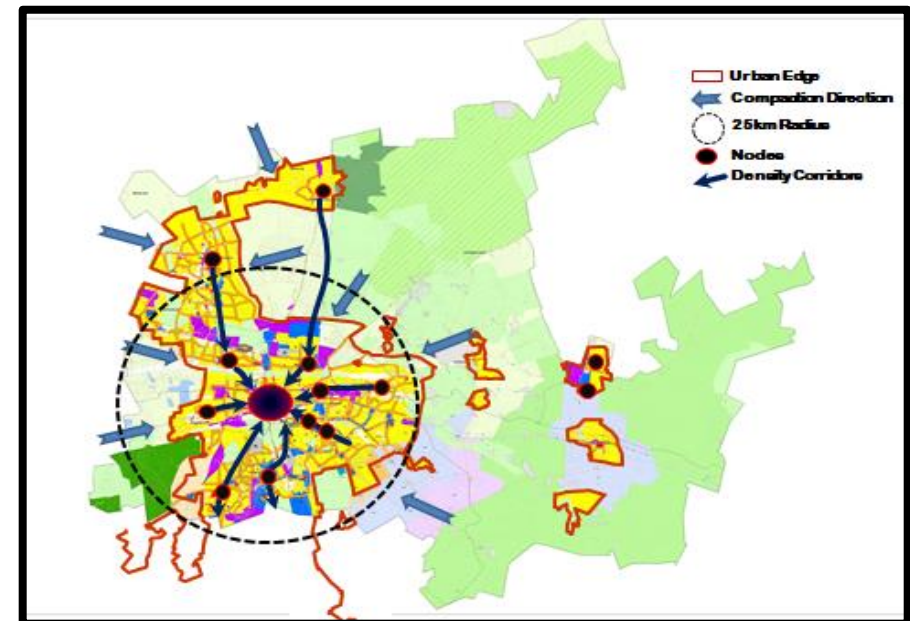 Urban Edge
Compaction Direction
25km Radius
Nodes
Density Corridors